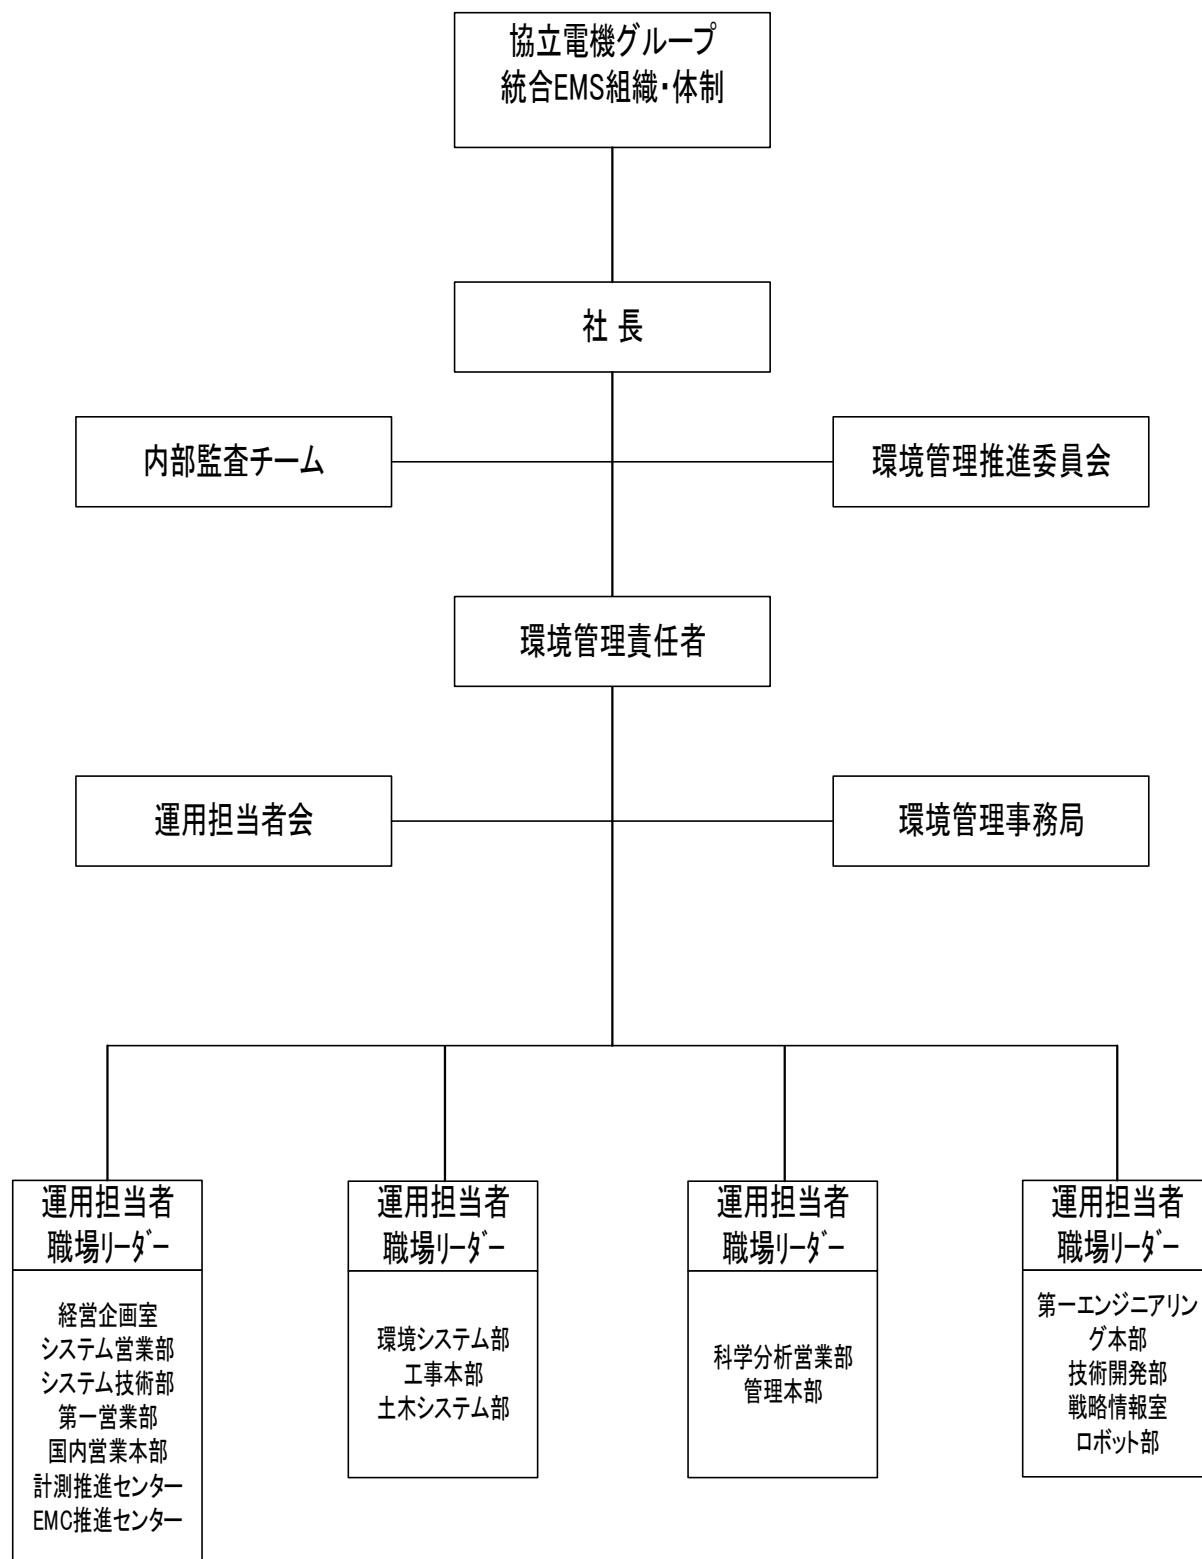 協立電機グループ
統合EMS組織・体制
社 長
内部監査チーム
環境管理推進委員会
環境管理責任者
運用担当者会
環境管理事務局
運用担当者
職場リーダー
経営企画室
システム営業部
システム技術部
第一営業部
国内営業本部
計測推進センター
EMC推進センター
運用担当者
職場リーダー
環境システム部
工事本部
土木システム部
運用担当者
職場リーダー
科学分析営業部
管理本部
運用担当者
職場リーダー
第一エンジニアリン
グ本部
技術開発部
戦略情報室
ロボット部